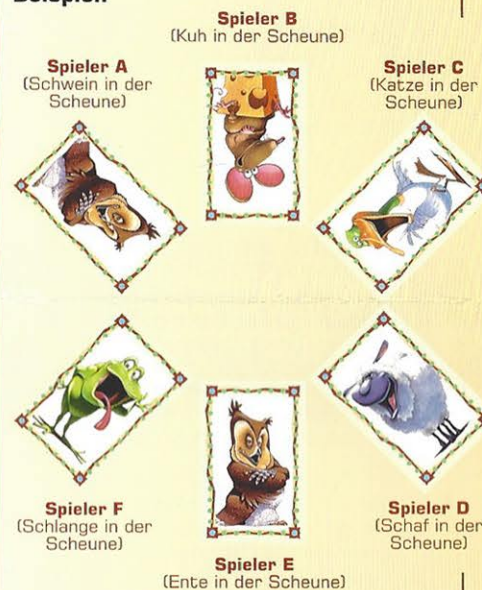 Beispiel:
Spieler B
(Kuh in der Scheune)
Spieler A
(Schwein in der
Scheune)
Spieler C
(Katze in der
Scheune)
Spieler F
(Schlange in der
Scheune)
Spieler D
(Schaf in der
Scheune)
Spieler E
(Ente in der Scheune)